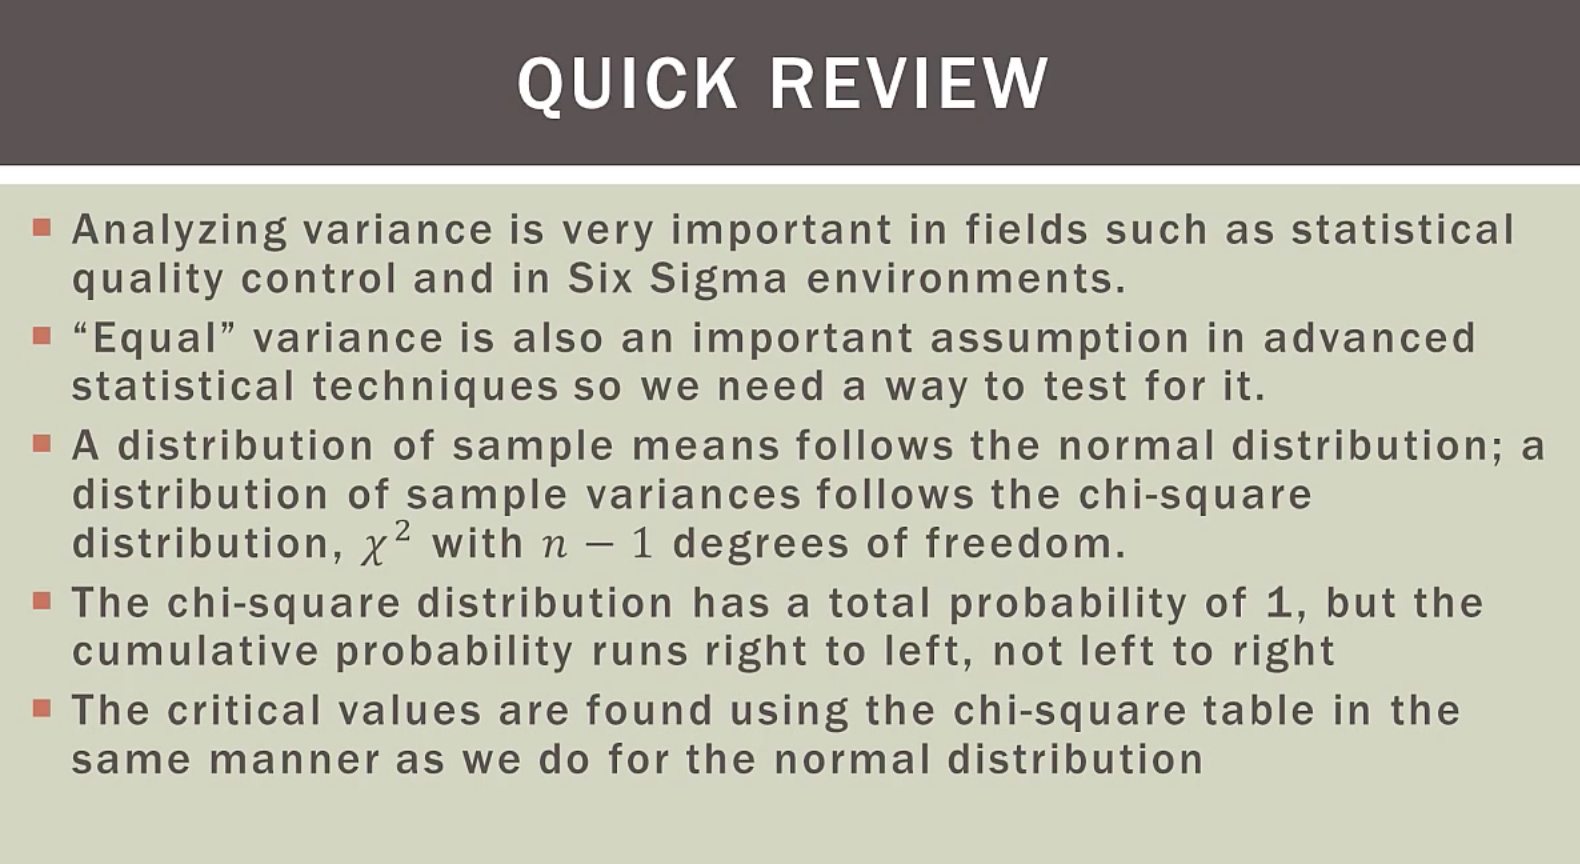 QUICK REVIEW
Analyzing variance is very important in fields such as statistical
quality control and in Six Sigma environments.
“Equal” variance is also an important assumption in advanced
statistical techniques so we need a way to test for it.
A distribution of sample means follows the normal distribution; a
distribution of sample variances follows the chi-square
distribution, χ² with n − 1 degrees of freedom.
The chi-square distribution has a total probability of 1, but the
cumulative probability runs right to left, not left to right
The critical values are found using the chi-square table in the
same manner as we do for the normal distribution